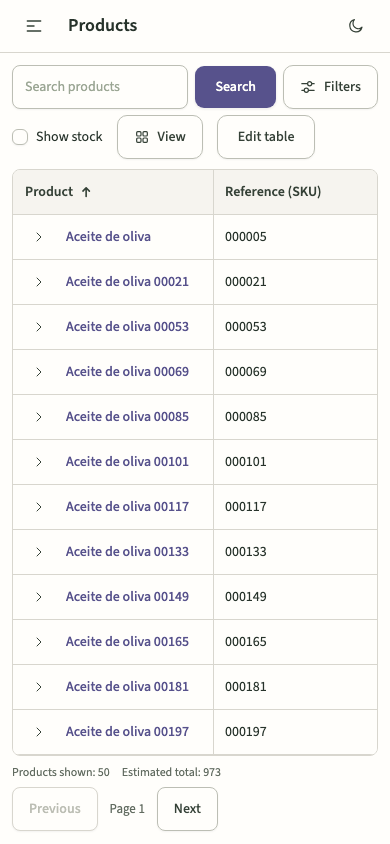 Products
Search products
Search
Filters
Show stock
View
Edit table
Product
Reference (SKU)
Aceite de oliva
000005
Aceite de oliva 00021
000021
Aceite de oliva 00053
000053
Aceite de oliva 00069
000069
Aceite de oliva 00085
000085
Aceite de oliva 00101
000101
Aceite de oliva 00117
000117
Aceite de oliva 00133
000133
Aceite de oliva 00149
000149
Aceite de oliva 00165
000165
Aceite de oliva 00181
000181
Aceite de oliva 00197
000197
Products shown: 50
Estimated total: 973
Previous
Page 1
Next